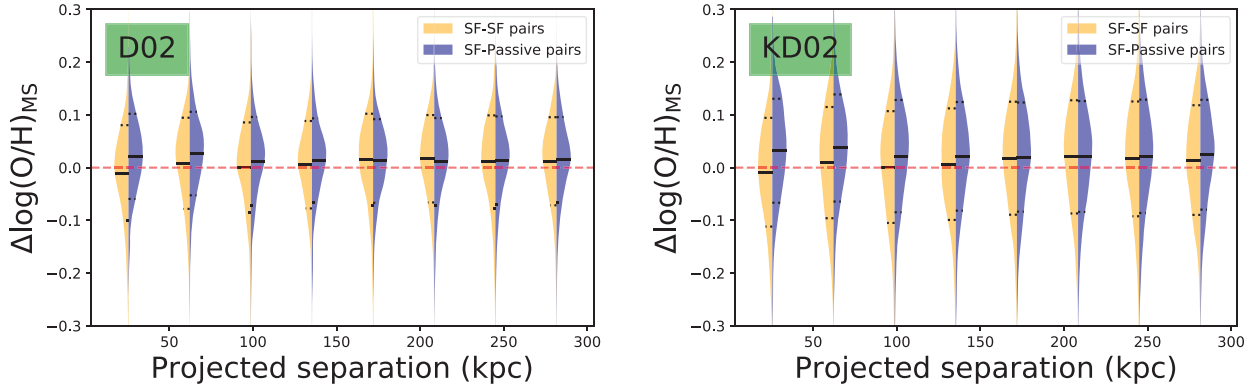 D02
SF-SF pairs
SF-Passive pairs
Δlog(O/H)MS
0.3
0.2
0.1
0.0
−0.1
−0.2
−0.3
50
100
150
200
250
300
Projected separation (kpc)
KD02
SF-SF pairs
SF-Passive pairs
Δlog(O/H)MS
0.3
0.2
0.1
0.0
−0.1
−0.2
−0.3
50
100
150
200
250
300
Projected separation (kpc)